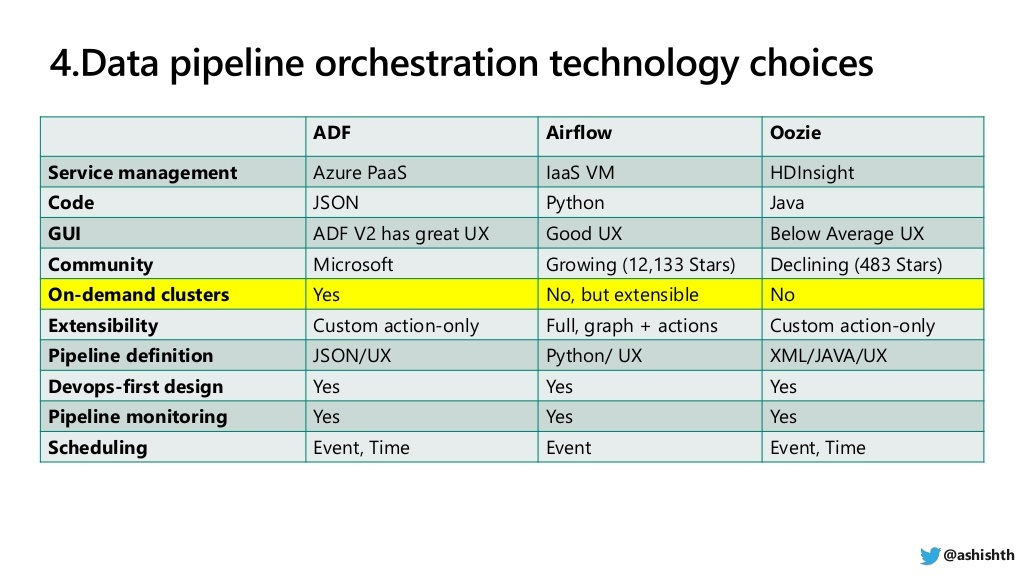 4.Data pipeline orchestration technology choices
ADF Airflow Oozie
Service management Azure PaaS IaaS VM HDInsight
Code JSON Python Java
GUI ADF V2 has great UX Good UX Below Average UX
Community Microsoft Growing (12,133 Stars) Declining (483 Stars)
On-demand clusters Yes No, but extensible No
Extensibility Custom action-only Full, graph + actions Custom action-only
Pipeline definition JSON/UX Python/ UX XML/JAVA/UX
Devops-first design Yes Yes Yes
Pipeline monitoring Yes Yes Yes
Scheduling Event, Time Event Event, Time
@ashishth